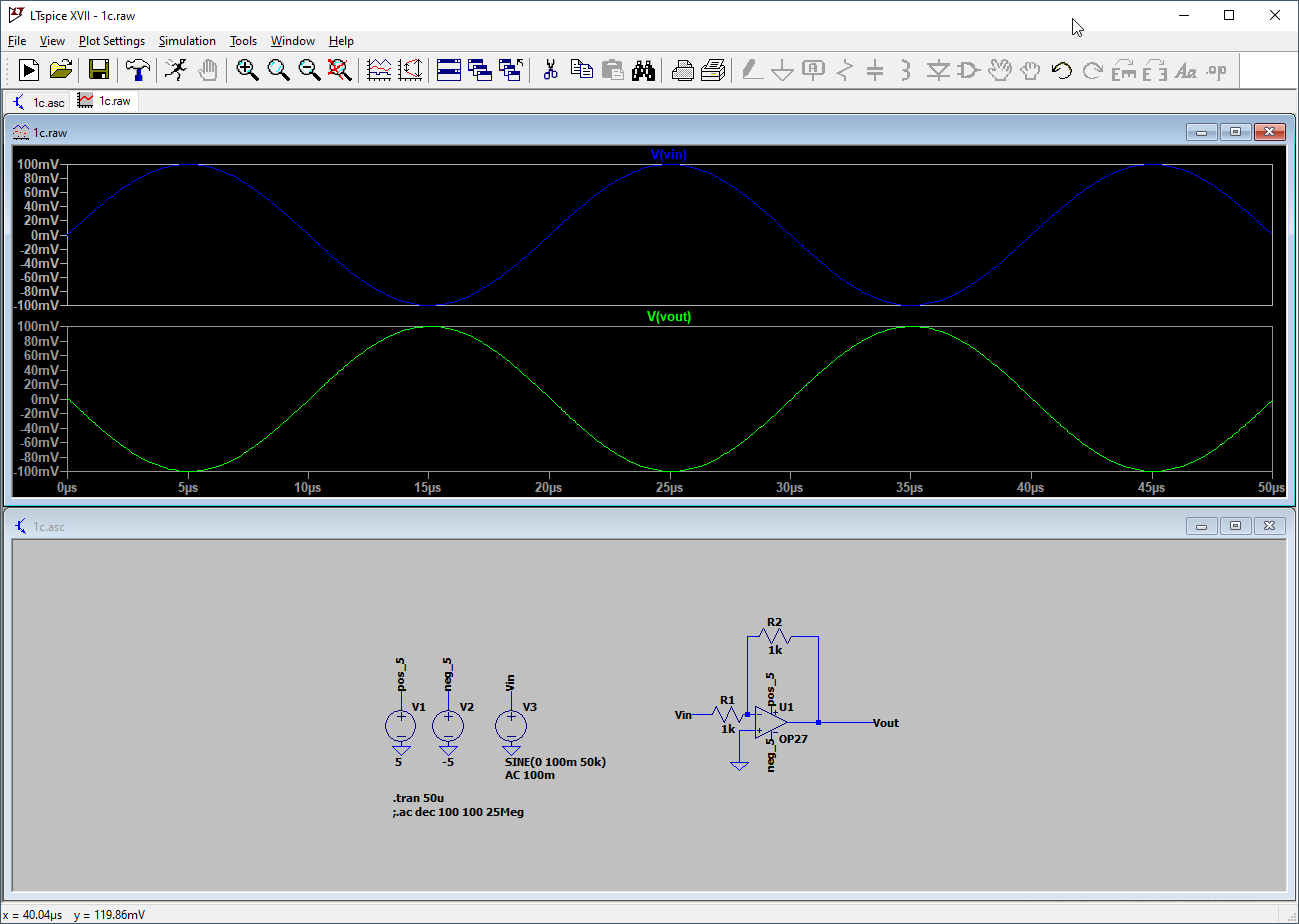 LTspice XVII - 1c.raw
File View Plot Settings Simulation Tools Window Help
1c.asc 1c.raw
1c.raw
V(vin)
100mV
80mV
60mV
40mV
20mV
0mV
-20mV
-40mV
-60mV
-80mV
-100mV
V(vout)
100mV
80mV
60mV
40mV
20mV
0mV
-20mV
-40mV
-60mV
-80mV
-100mV
0µs 5µs 10µs 15µs 20µs 25µs 30µs 35µs 40µs 45µs 50µs
1c.asc
pos_5
V1
5
neg_5
V2
-5
Vin
V3
SINE(0 100m 50k)
AC 100m
.tran 50u
;.ac dec 100 100 25Meg
R2
1k
Vin
R1
1k
pos_5
U1
OP27
neg_5
Vout
x = 40.04µs y = 119.86mV